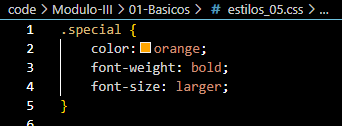 code > Modulo-III > 01-Basicos > # estilos_05.css > ...
1 .special {
2 color: orange;
3 font-weight: bold;
4 font-size: larger;
5 }